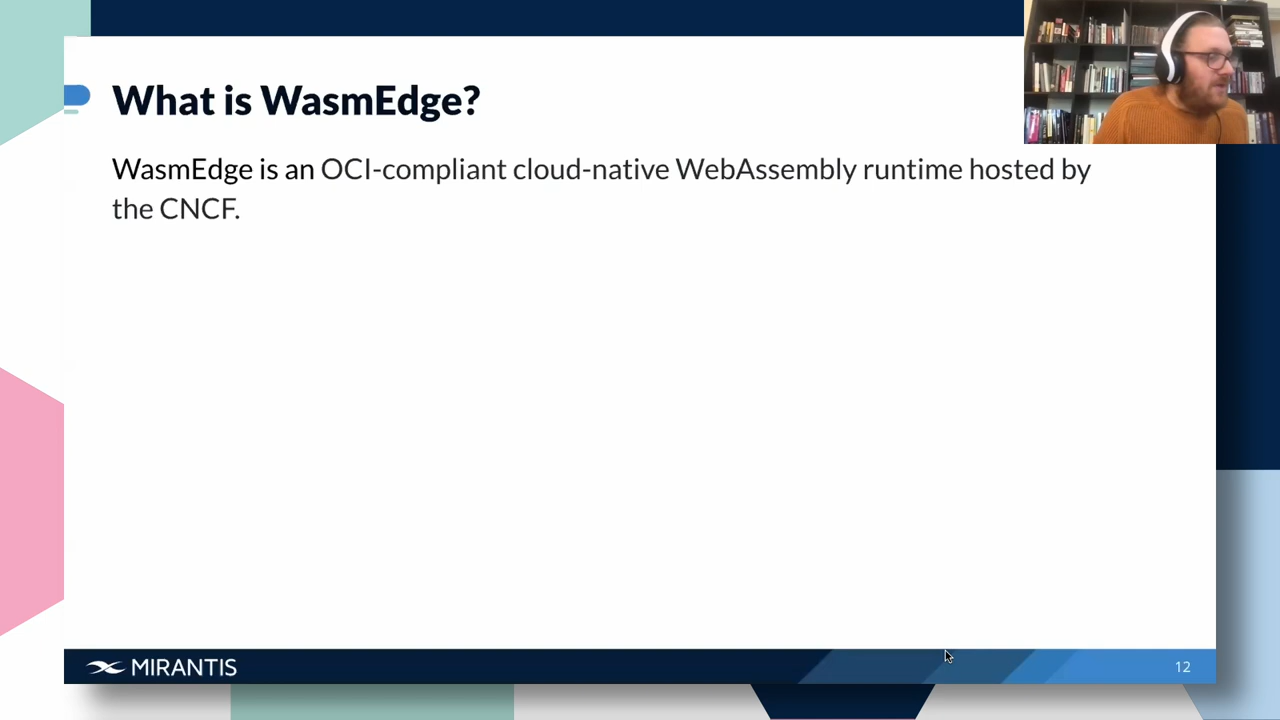 What is WasmEdge?
WasmEdge is an OCI-compliant cloud-native WebAssembly runtime hosted by
the CNCF.
MIRANTIS
12